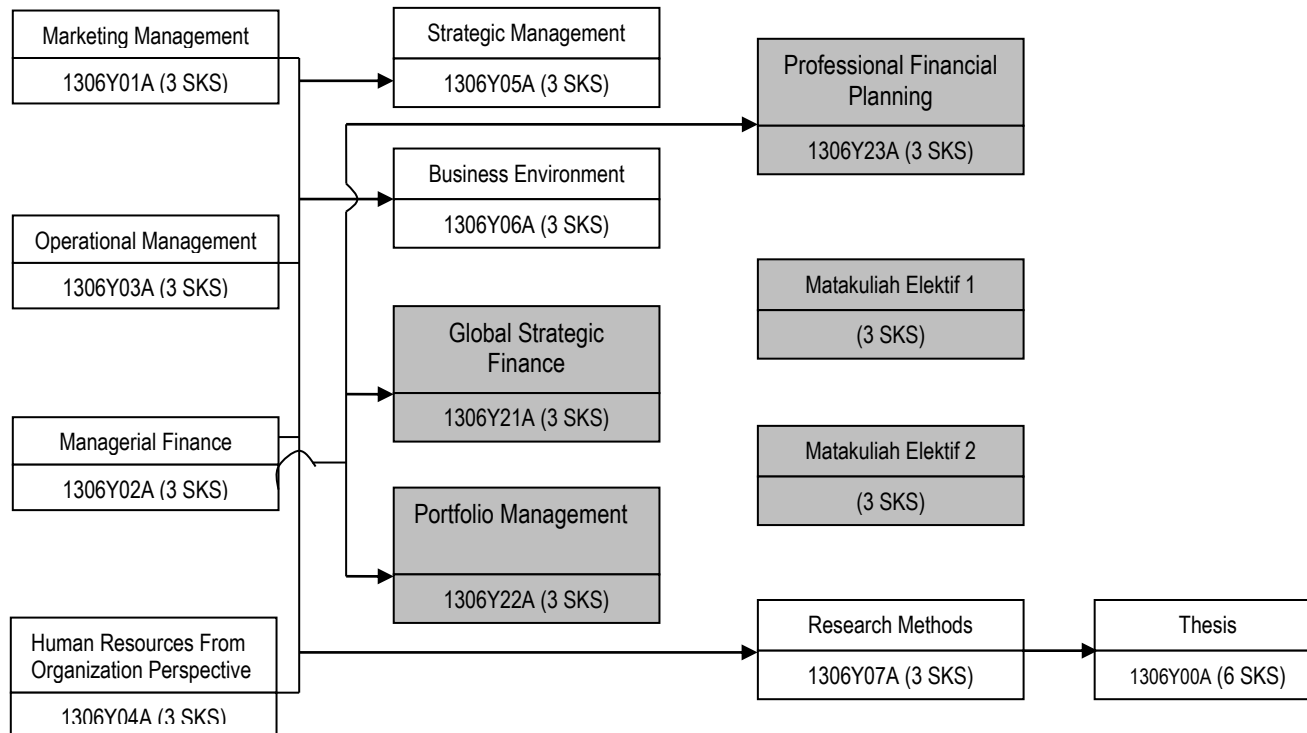 Marketing Management
1306Y01A (3 SKS)
Operational Management
1306Y03A (3 SKS)
Managerial Finance
1306Y02A (3 SKS)
Human Resources From
Organization Perspective
1306Y04A (3 SKS)
Strategic Management
1306Y05A (3 SKS)
Business Environment
1306Y06A (3 SKS)
Global Strategic
Finance
1306Y21A (3 SKS)
Portfolio Management
1306Y22A (3 SKS)
Professional Financial
Planning
1306Y23A (3 SKS)
Matakuliah Elektif 1
(3 SKS)
Matakuliah Elektif 2
(3 SKS)
Research Methods
1306Y07A (3 SKS)
Thesis
1306Y00A (6 SKS)